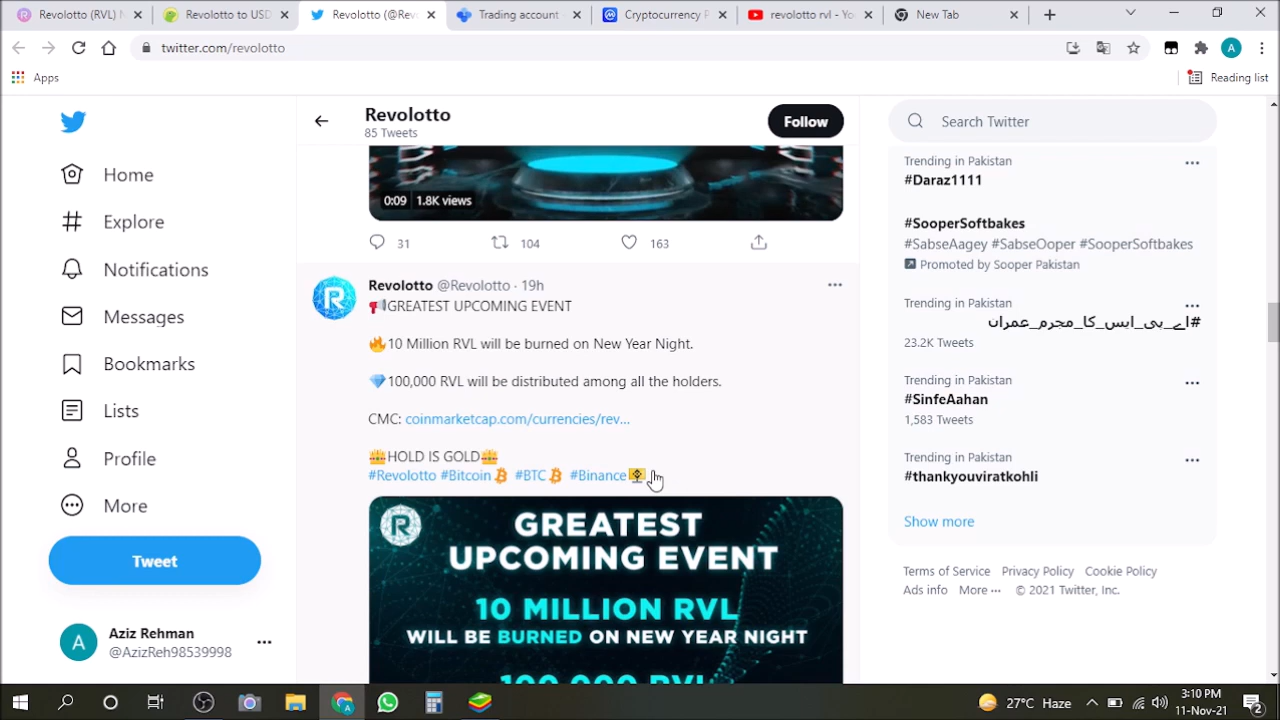 Revolotto (RVL)
Revolotto to USD
Revolotto (@Rev
Trading account -
Cryptocurrency P
revolotto rvl - Yo
New Tab
twitter.com/revolotto
A
Apps
Reading list
Revolotto
85 Tweets
Follow
Search Twitter
Home
Explore
Notifications
Messages
Bookmarks
Lists
Profile
More
Tweet
Aziz Rehman
@AzizReh98539998
A
0:09 1.8K views
31 104 163
Revolotto @Revolotto · 19h
📢GREATEST UPCOMING EVENT
🔥10 Million RVL will be burned on New Year Night.
💎100,000 RVL will be distributed among all the holders.
CMC: coinmarketcap.com/currencies/rev...
👑HOLD IS GOLD👑
#Revolotto #Bitcoin #BTC #Binance
R
GREATEST
UPCOMING EVENT
10 MILLION RVL
WILL BE BURNED ON NEW YEAR NIGHT
100,000 RVL
Trending in Pakistan
#Daraz1111
#SooperSoftbakes
#SabseAagey #SabseOoper #SooperSoftbakes
Promoted by Sooper Pakistan
Trending in Pakistan
#اے_پی_ایس_کا_مجرم_عمران
23.2K Tweets
Trending in Pakistan
#SinfeAahan
1,583 Tweets
Trending in Pakistan
#thankyouviratkohli
Show more
Terms of Service Privacy Policy Cookie Policy
Ads info More ··· © 2021 Twitter, Inc.
27°C Haze
3:10 PM
11-Nov-21
2